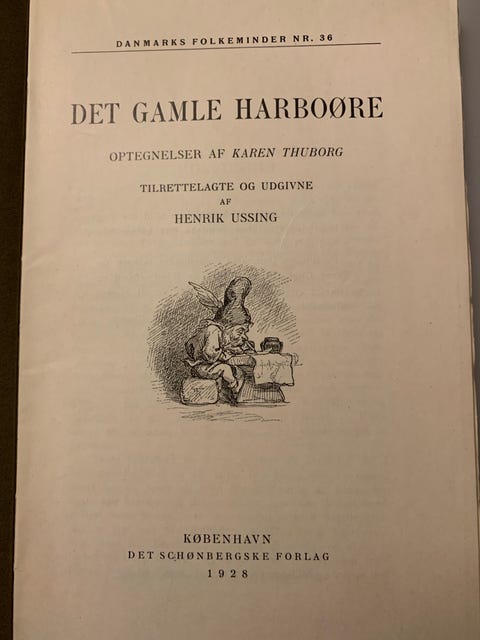 DANMARKS FOLKEMINDER NR. 36
DET GAMLE HARBOØRE
OPTEGNELSER AF KAREN THUBORG
TILRETTELAGTE OG UDGIVNE
AF
HENRIK USSING
KØBENHAVN
DET SCHØNBERGSKE FORLAG
1928